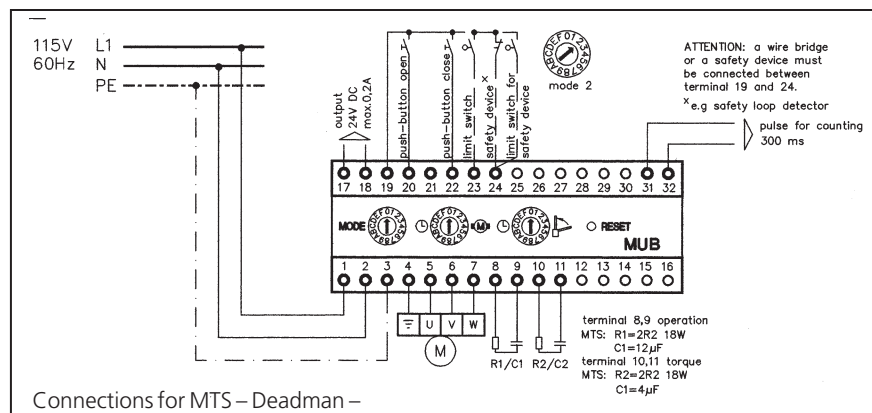 115V L1
60Hz N
PE
output
24V DC
max.0,2A
push-button open
push-button close
limit switch
safety device x
limit switch for
safety device
0123456789ABCDEF
mode 2
ATTENTION: a wire bridge
or a safety device must
be connected between
terminal 19 and 24.
x e.g safety loop detector
pulse for counting
300 ms
17 18 19 20 21 22 23 24 25 26 27 28 29 30 31 32
MODE 0123456789ABCDEF 0123456789ABCDEF M 0123456789ABCDEF RESET
MUB
1 2 3 4 5 6 7 8 9 10 11 12 13 14 15 16
U V W
M
R1/C1 R2/C2
terminal 8,9 operation
MTS: R1=2R2 18W
C1=12µF
terminal 10,11 torque
MTS: R2=2R2 18W
C1=4µF
Connections for MTS – Deadman –